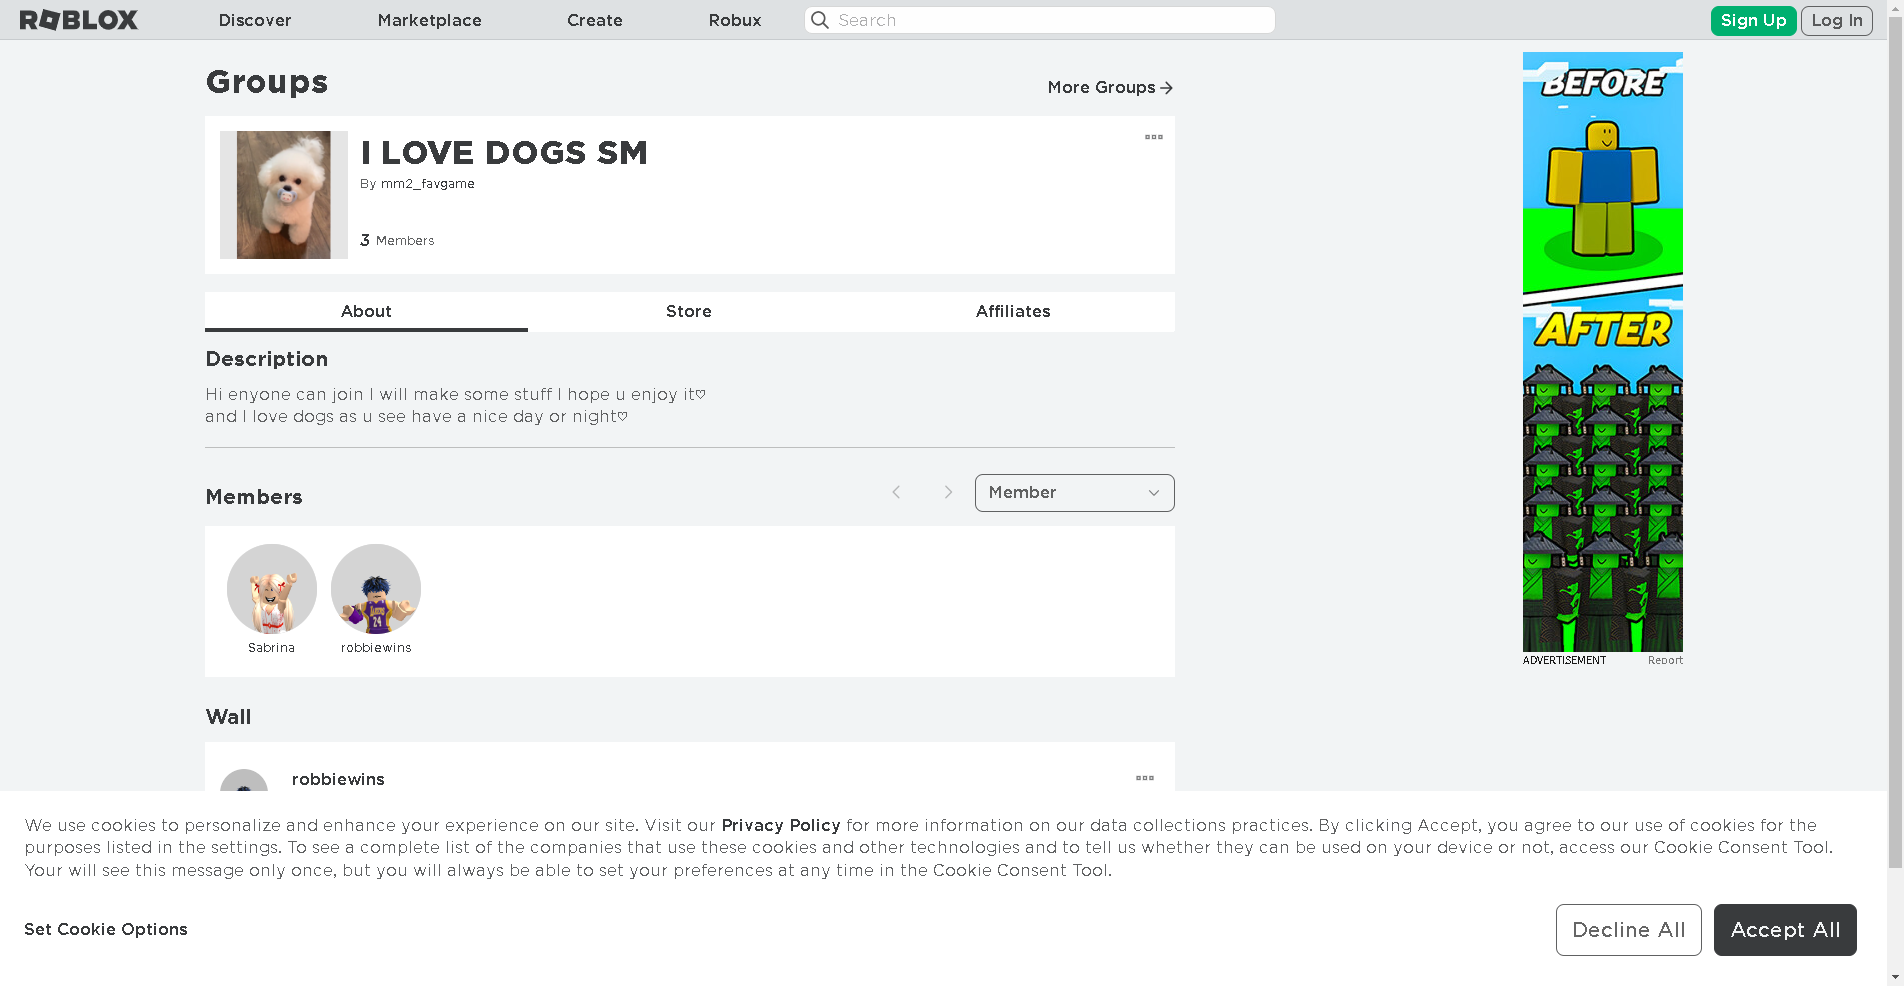 ROBLOX
Discover
Marketplace
Create
Robux
Search
Sign Up
Log In
Groups
More Groups
I LOVE DOGS SM
By mm2_favgame
3 Members
About
Store
Affiliates
Description
Hi enyone can join I will make some stuff I hope u enjoy it♡
and I love dogs as u see have a nice day or night♡
Members
Member
Sabrina
robbiewins
Wall
robbiewins
BEFORE
AFTER
ADVERTISEMENT
Report
We use cookies to personalize and enhance your experience on our site. Visit our Privacy Policy for more information on our data collections practices. By clicking Accept, you agree to our use of cookies for the
purposes listed in the settings. To see a complete list of the companies that use these cookies and other technologies and to tell us whether they can be used on your device or not, access our Cookie Consent Tool.
Your will see this message only once, but you will always be able to set your preferences at any time in the Cookie Consent Tool.
Set Cookie Options
Decline All
Accept All